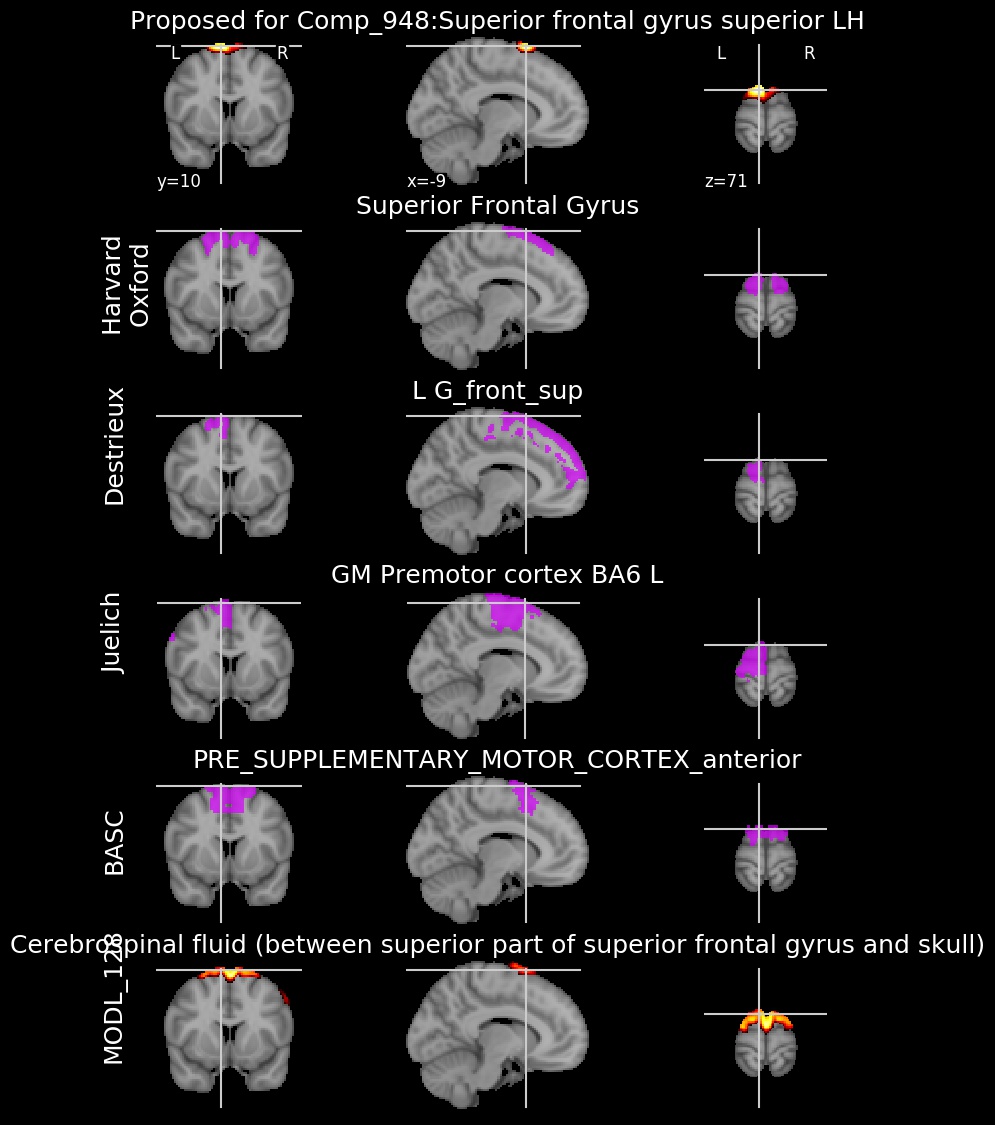 Proposed for Comp_948:Superior frontal gyrus superior LH
L R
L R
y=10
x=-9
z=71
Superior Frontal Gyrus
Harvard
Oxford
L G_front_sup
Destrieux
GM Premotor cortex BA6 L
Juelich
PRE_SUPPLEMENTARY_MOTOR_CORTEX_anterior
BASC
Cerebrospinal fluid (between superior part of superior frontal gyrus and skull)
MODL_128